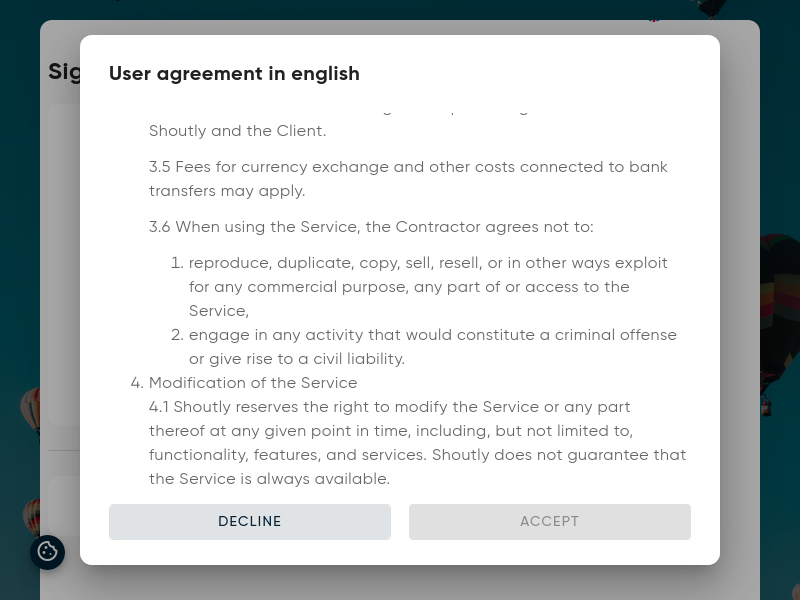 Sig
User agreement in english
Shoutly and the Client.
3.5 Fees for currency exchange and other costs connected to bank
transfers may apply.
3.6 When using the Service, the Contractor agrees not to:
1. reproduce, duplicate, copy, sell, resell, or in other ways exploit
for any commercial purpose, any part of or access to the
Service,
2. engage in any activity that would constitute a criminal offense
or give rise to a civil liability.
4. Modification of the Service
4.1 Shoutly reserves the right to modify the Service or any part
thereof at any given point in time, including, but not limited to,
functionality, features, and services. Shoutly does not guarantee that
the Service is always available.
DECLINE
ACCEPT